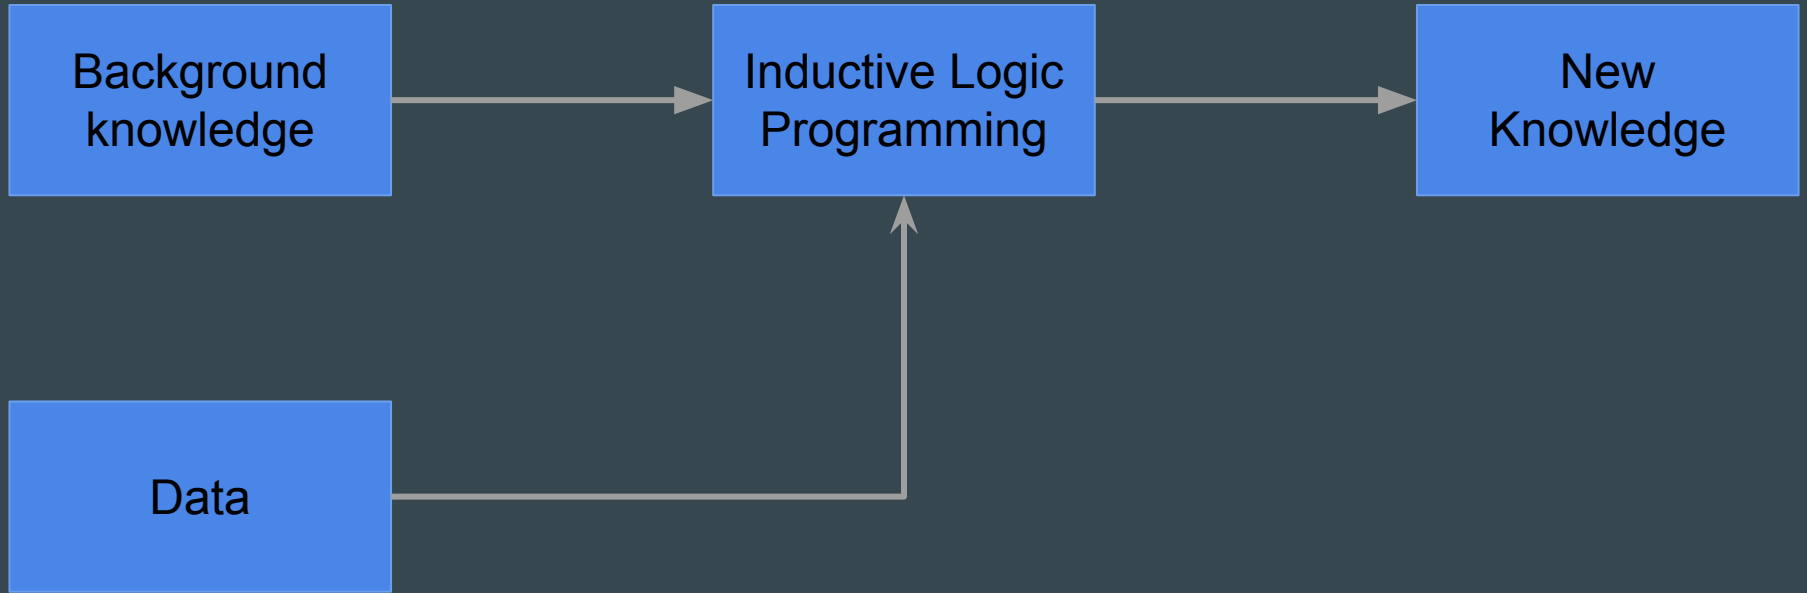 Background
knowledge
Inductive Logic
Programming
New
Knowledge
Data